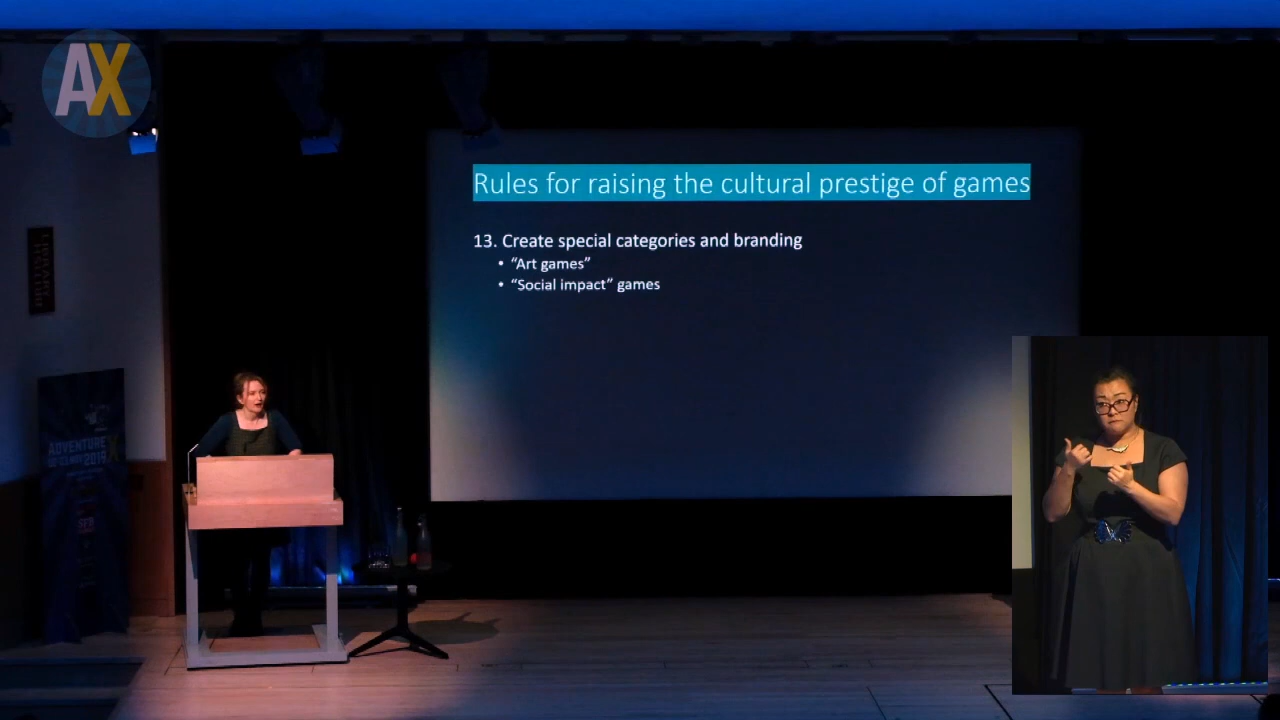 AX
Rules for raising the cultural prestige of games
13. Create special categories and branding
• “Art games”
• “Social impact” games
ADVENTURE X
2019